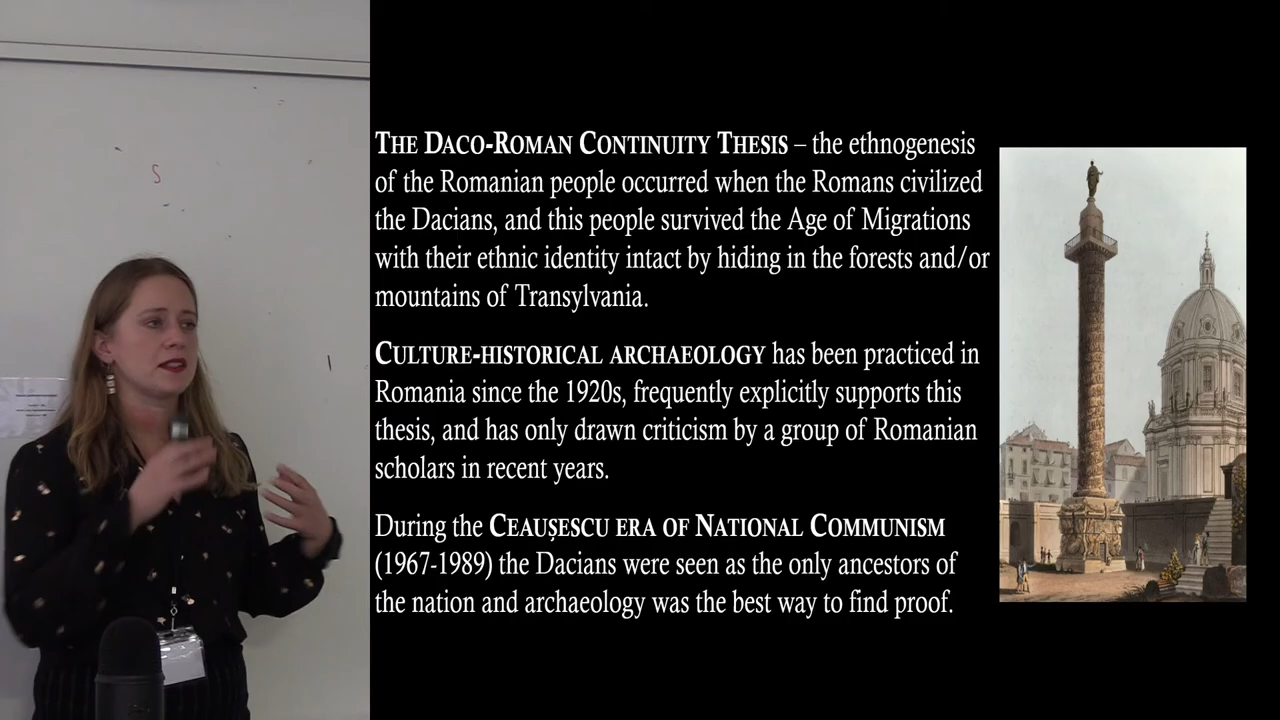 THE DACO-ROMAN CONTINUITY THESIS – the ethnogenesis
of the Romanian people occurred when the Romans civilized
the Dacians, and this people survived the Age of Migrations
with their ethnic identity intact by hiding in the forests and/or
mountains of Transylvania.
CULTURE-HISTORICAL ARCHAEOLOGY has been practiced in
Romania since the 1920s, frequently explicitly supports this
thesis, and has only drawn criticism by a group of Romanian
scholars in recent years.
During the CEAUȘESCU ERA OF NATIONAL COMMUNISM
(1967-1989) the Dacians were seen as the only ancestors of
the nation and archaeology was the best way to find proof.